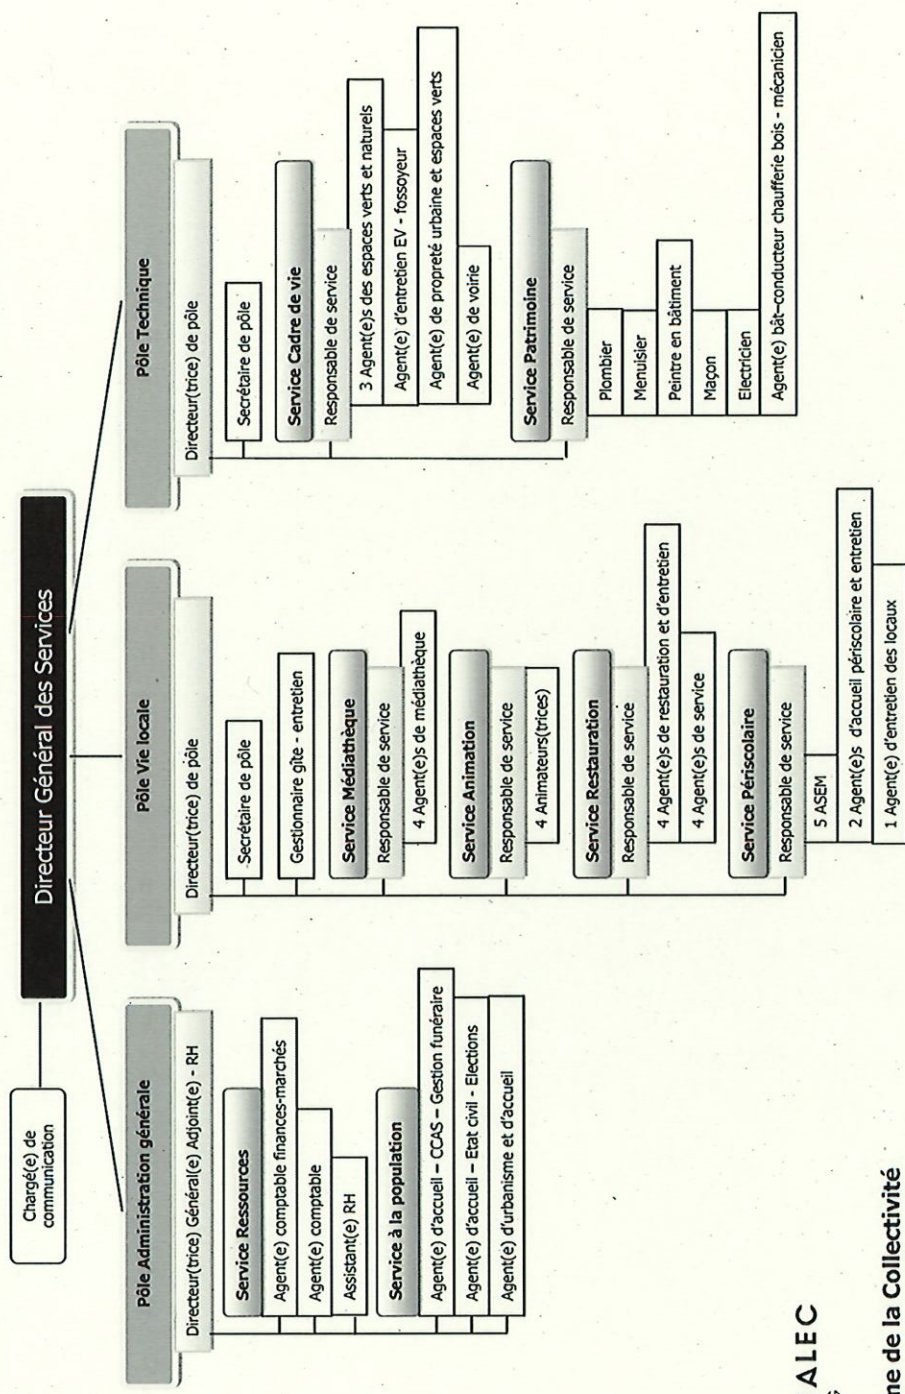 Directeur Général des Services
Chargé(e) de
communication
Pôle Administration générale
Directeur(trice) Général(e) Adjoint(e) - RH
Service Ressources
Agent(e) comptable finances-marchés
Agent(e) comptable
Assistant(e) RH
Service à la population
Agent(e) d'accueil – CCAS – Gestion funéraire
Agent(e) d'accueil – Etat civil - Elections
Agent(e) d'urbanisme et d'accueil
Pôle Vie locale
Directeur(trice) de pôle
Secrétaire de pôle
Gestionnaire gîte - entretien
Service Médiathèque
Responsable de service
4 Agent(e)s de médiathèque
Service Animation
Responsable de service
4 Animateurs(trices)
Service Restauration
Responsable de service
4 Agent(e)s de restauration et d'entretien
4 Agent(e)s de service
Service Périscolaire
Responsable de service
5 ASEM
2 Agent(e)s d'accueil périscolaire et entretien
1 Agent(e) d'entretien des locaux
Pôle Technique
Directeur(trice) de pôle
Secrétaire de pôle
Service Cadre de vie
Responsable de service
3 Agent(e)s des espaces verts et naturels
Agent(e) d'entretien EV - fossoyeur
Agent(e) de propreté urbaine et espaces verts
Agent(e) de voirie
Service Patrimoine
Responsable de service
Plombier
Menuisier
Peintre en bâtiment
Maçon
Electricien
Agent(e) bât–conducteur chaufferie bois - mécanicien
ALEC
me de la Collectivité